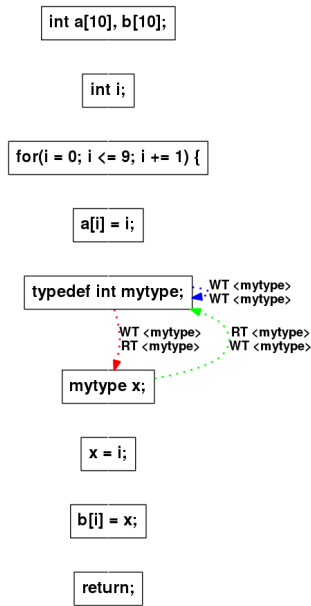 int a[10], b[10];
int i;
for(i = 0; i <= 9; i += 1) {
a[i] = i;
typedef int mytype;
WT <mytype>
WT <mytype>
WT <mytype>
RT <mytype>
RT <mytype>
WT <mytype>
mytype x;
x = i;
b[i] = x;
return;